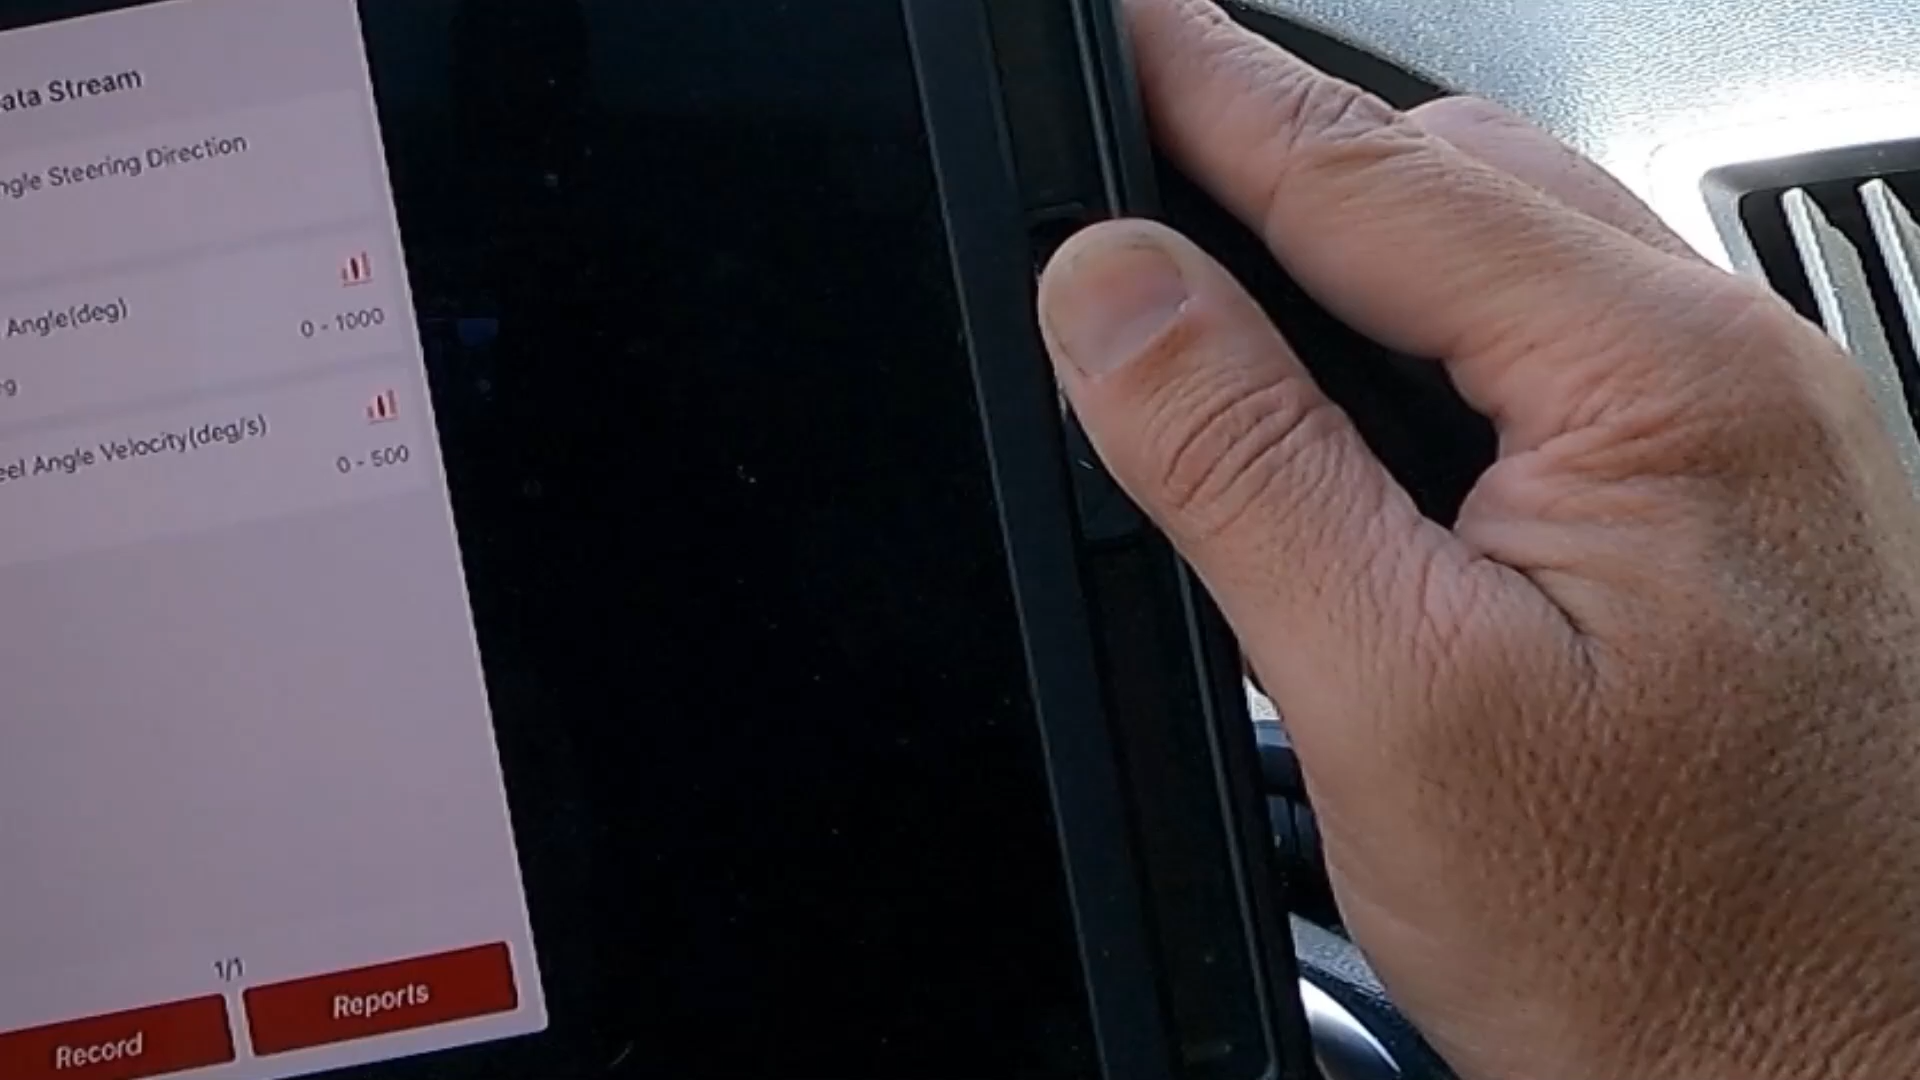 ata Stream
ngle Steering Direction
Angle(deg)
0 - 1000
eel Angle Velocity(deg/s)
0 - 500
1/1
Record
Reports